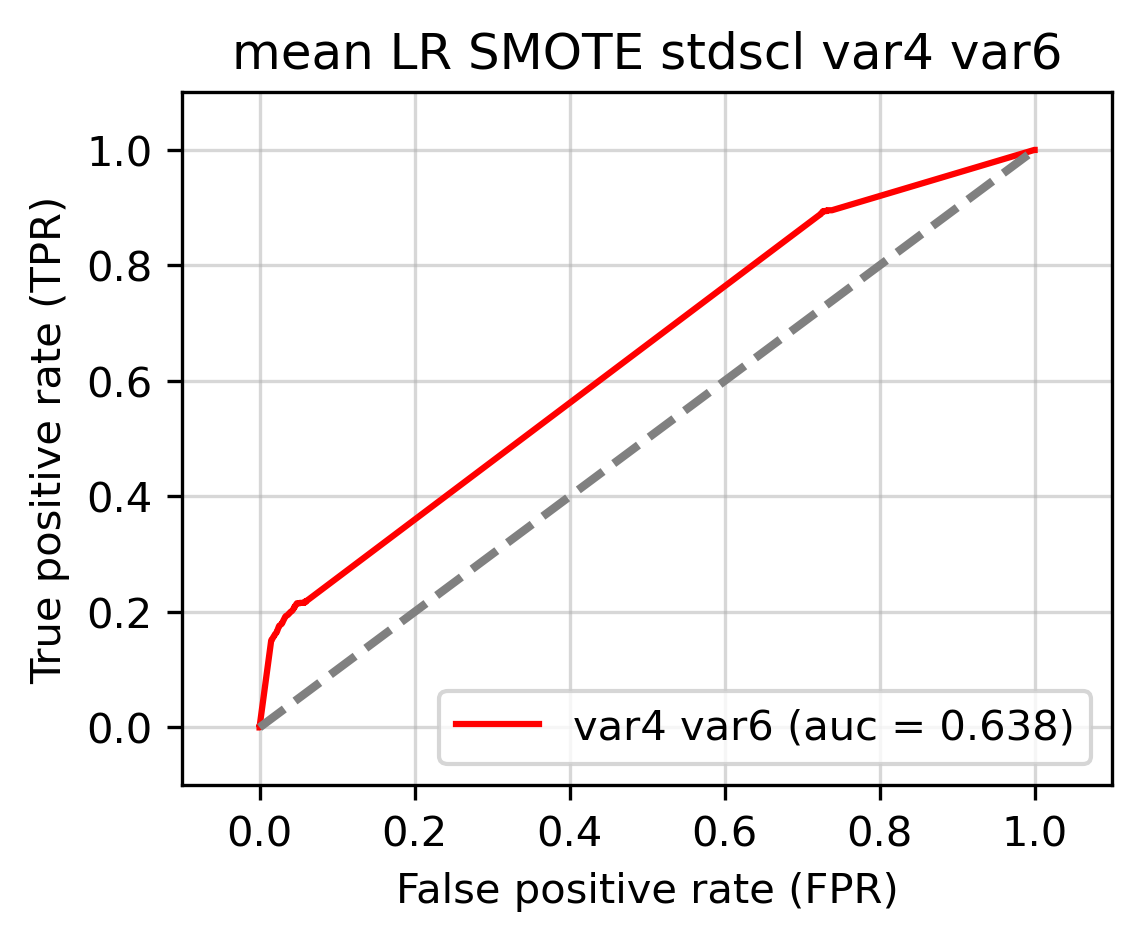 mean LR SMOTE stdscl var4 var6
True positive rate (TPR)
1.0
0.8
0.6
0.4
0.2
0.0
var4 var6 (auc = 0.638)
0.0 0.2 0.4 0.6 0.8 1.0
False positive rate (FPR)